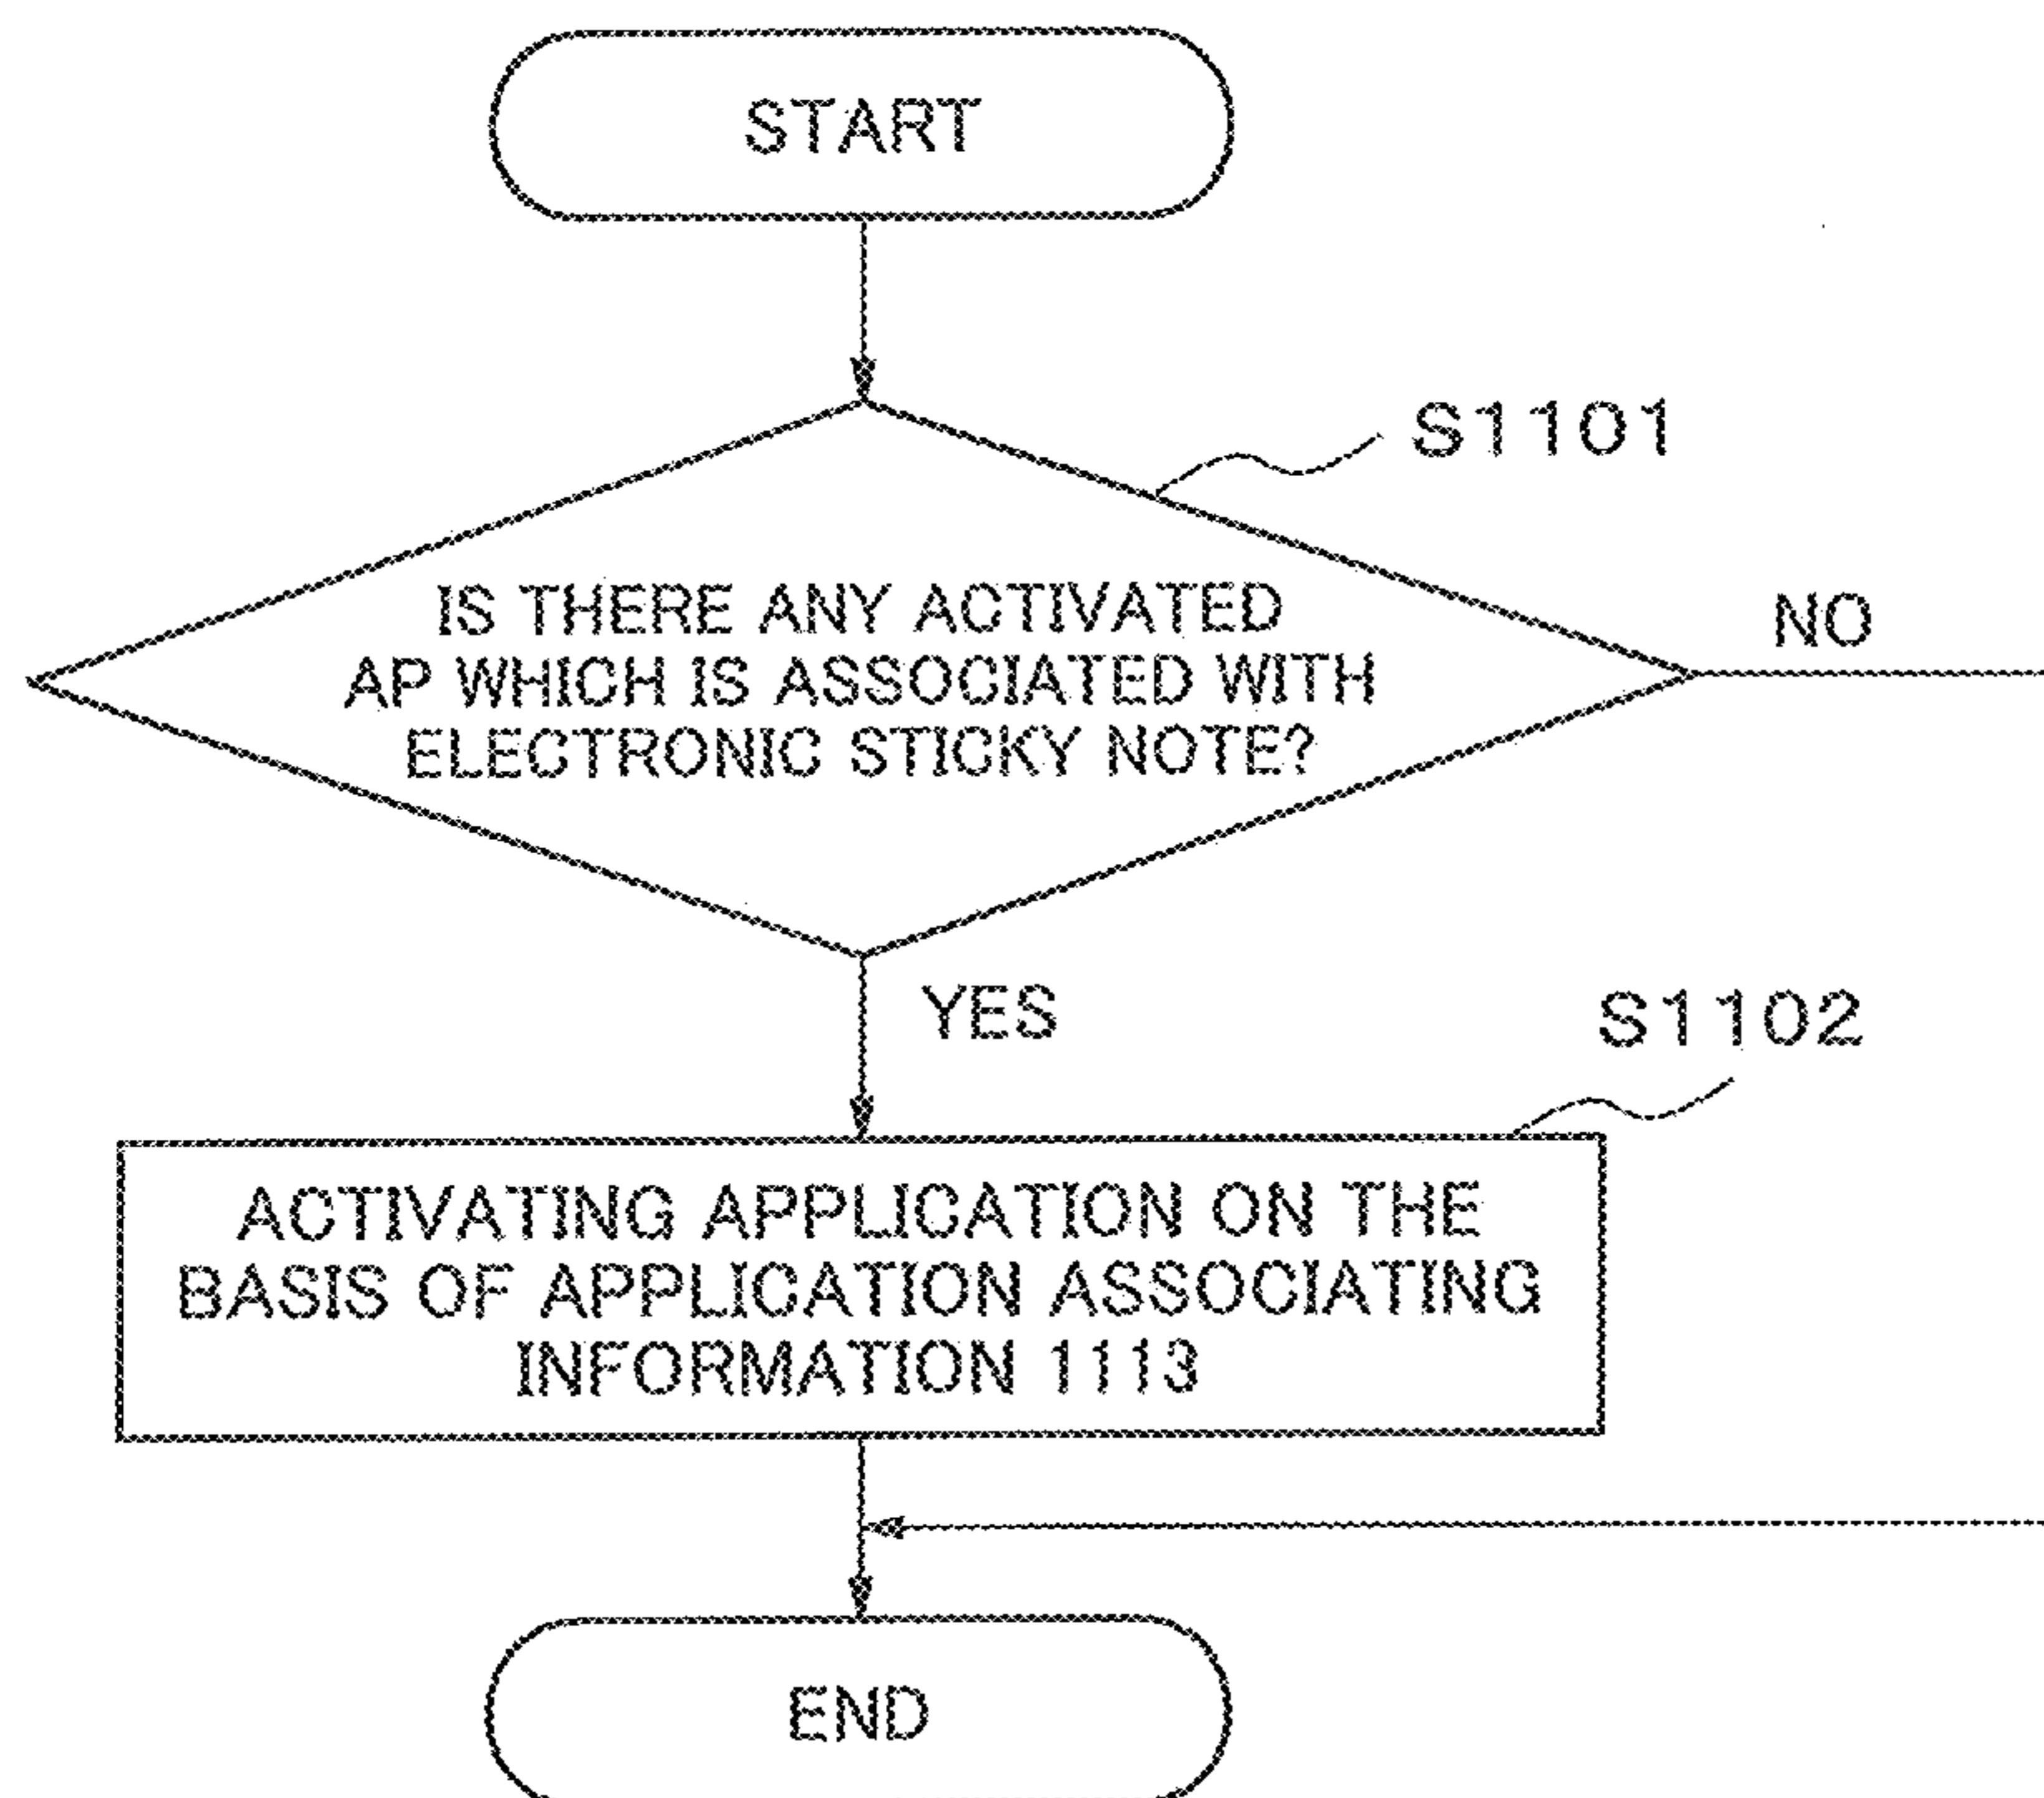 START
S1101
IS THERE ANY ACTIVATED
AP WHICH IS ASSOCIATED WITH
ELECTRONIC STICKY NOTE?
NO
YES
S1102
ACTIVATING APPLICATION ON THE
BASIS OF APPLICATION ASSOCIATING
INFORMATION 1113
END